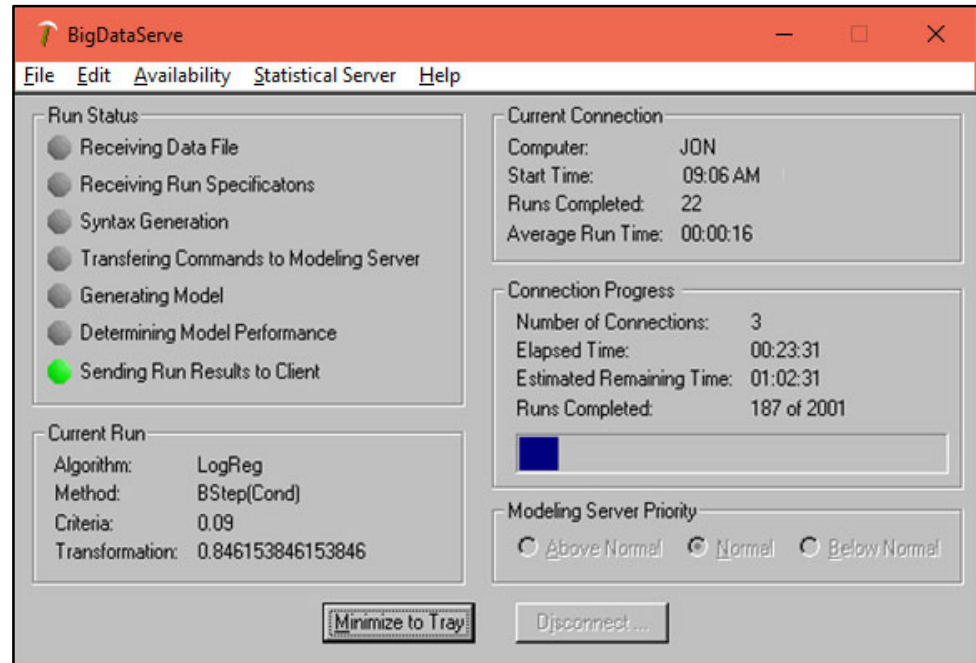 BigDataServe
File Edit Availability Statistical Server Help
Run Status
Receiving Data File
Receiving Run Specificatons
Syntax Generation
Transfering Commands to Modeling Server
Generating Model
Determining Model Performance
Sending Run Results to Client
Current Run
Algorithm: LogReg
Method: BStep(Cond)
Criteria: 0.09
Transformation: 0.846153846153846
Current Connection
Computer: JON
Start Time: 09:06 AM
Runs Completed: 22
Average Run Time: 00:00:16
Connection Progress
Number of Connections: 3
Elapsed Time: 00:23:31
Estimated Remaining Time: 01:02:31
Runs Completed: 187 of 2001
Modeling Server Priority
Above Normal Normal Below Normal
Minimize to Tray Disconnect ...